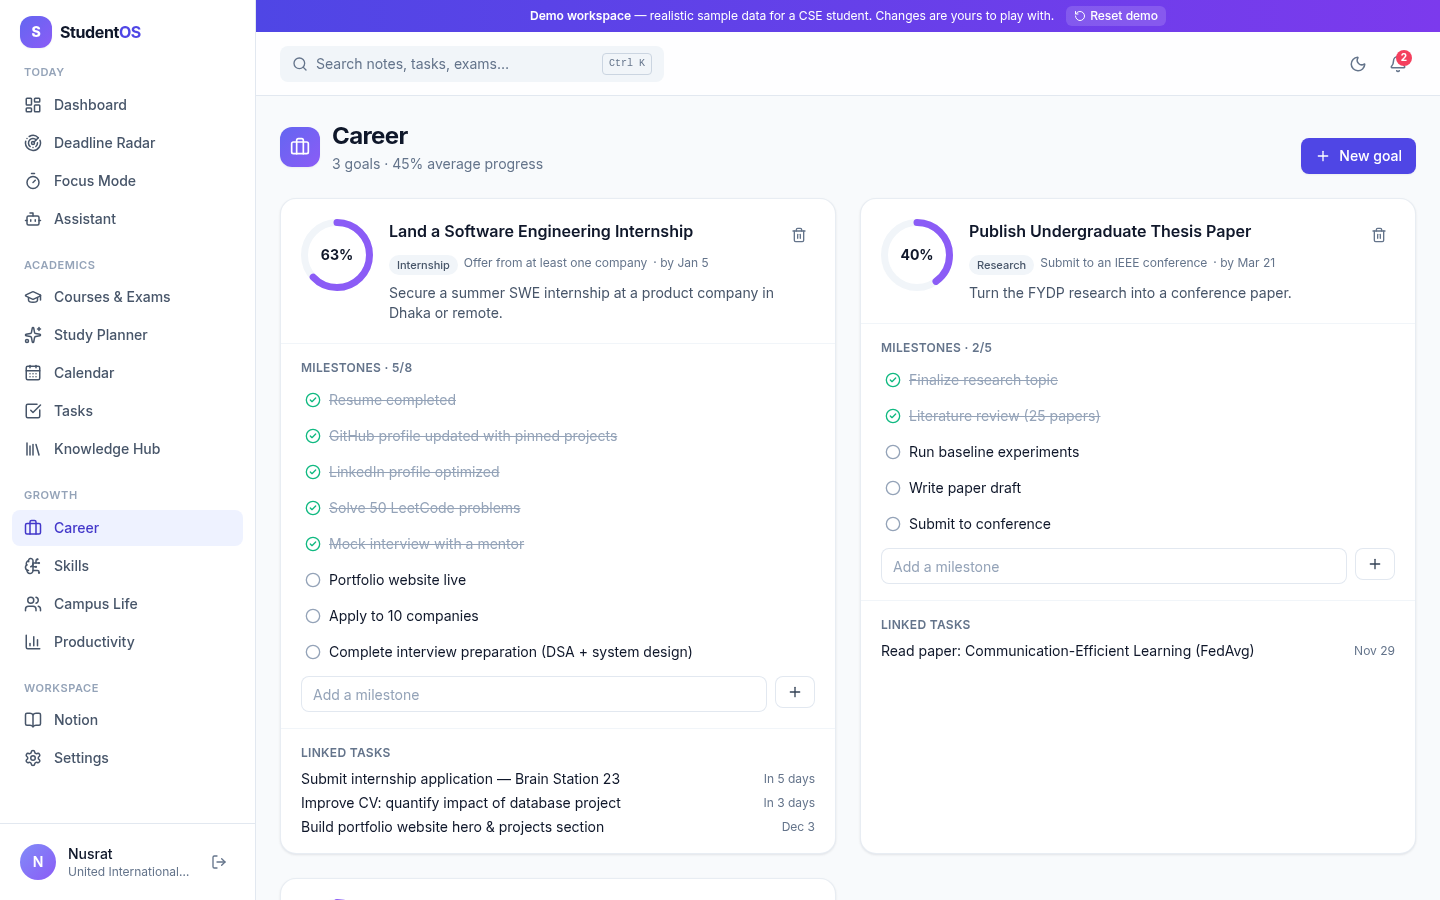 Demo workspace — realistic sample data for a CSE student. Changes are yours to play with.
Reset demo
S
StudentOS
TODAY
Dashboard
Deadline Radar
Focus Mode
Assistant
ACADEMICS
Courses & Exams
Study Planner
Calendar
Tasks
Knowledge Hub
GROWTH
Career
Skills
Campus Life
Productivity
WORKSPACE
Notion
Settings
N
Nusrat
United International...
Search notes, tasks, exams...
Ctrl K
2
Career
3 goals · 45% average progress
New goal
63%
Land a Software Engineering Internship
Internship
Offer from at least one company · by Jan 5
Secure a summer SWE internship at a product company in
Dhaka or remote.
MILESTONES · 5/8
Resume completed
GitHub profile updated with pinned projects
LinkedIn profile optimized
Solve 50 LeetCode problems
Mock interview with a mentor
Portfolio website live
Apply to 10 companies
Complete interview preparation (DSA + system design)
Add a milestone
LINKED TASKS
Submit internship application — Brain Station 23
In 5 days
Improve CV: quantify impact of database project
In 3 days
Build portfolio website hero & projects section
Dec 3
40%
Publish Undergraduate Thesis Paper
Research
Submit to an IEEE conference · by Mar 21
Turn the FYDP research into a conference paper.
MILESTONES · 2/5
Finalize research topic
Literature review (25 papers)
Run baseline experiments
Write paper draft
Submit to conference
Add a milestone
LINKED TASKS
Read paper: Communication-Efficient Learning (FedAvg)
Nov 29